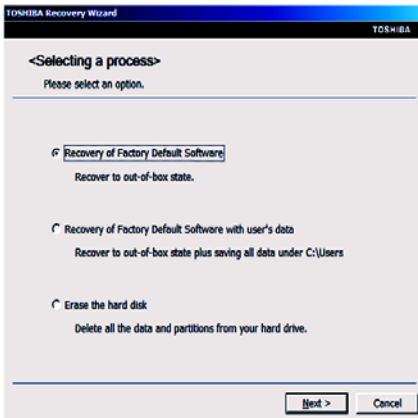 TOSHIBA Recovery Wizard
TOSHIBA
<Selecting a process>
Please select an option.
Recovery of Factory Default Software
Recover to out-of-box state.
Recovery of Factory Default Software with user's data
Recover to out-of-box state plus saving all data under C:\Users
Erase the hard disk
Delete all the data and partitions from your hard drive.
Next > Cancel